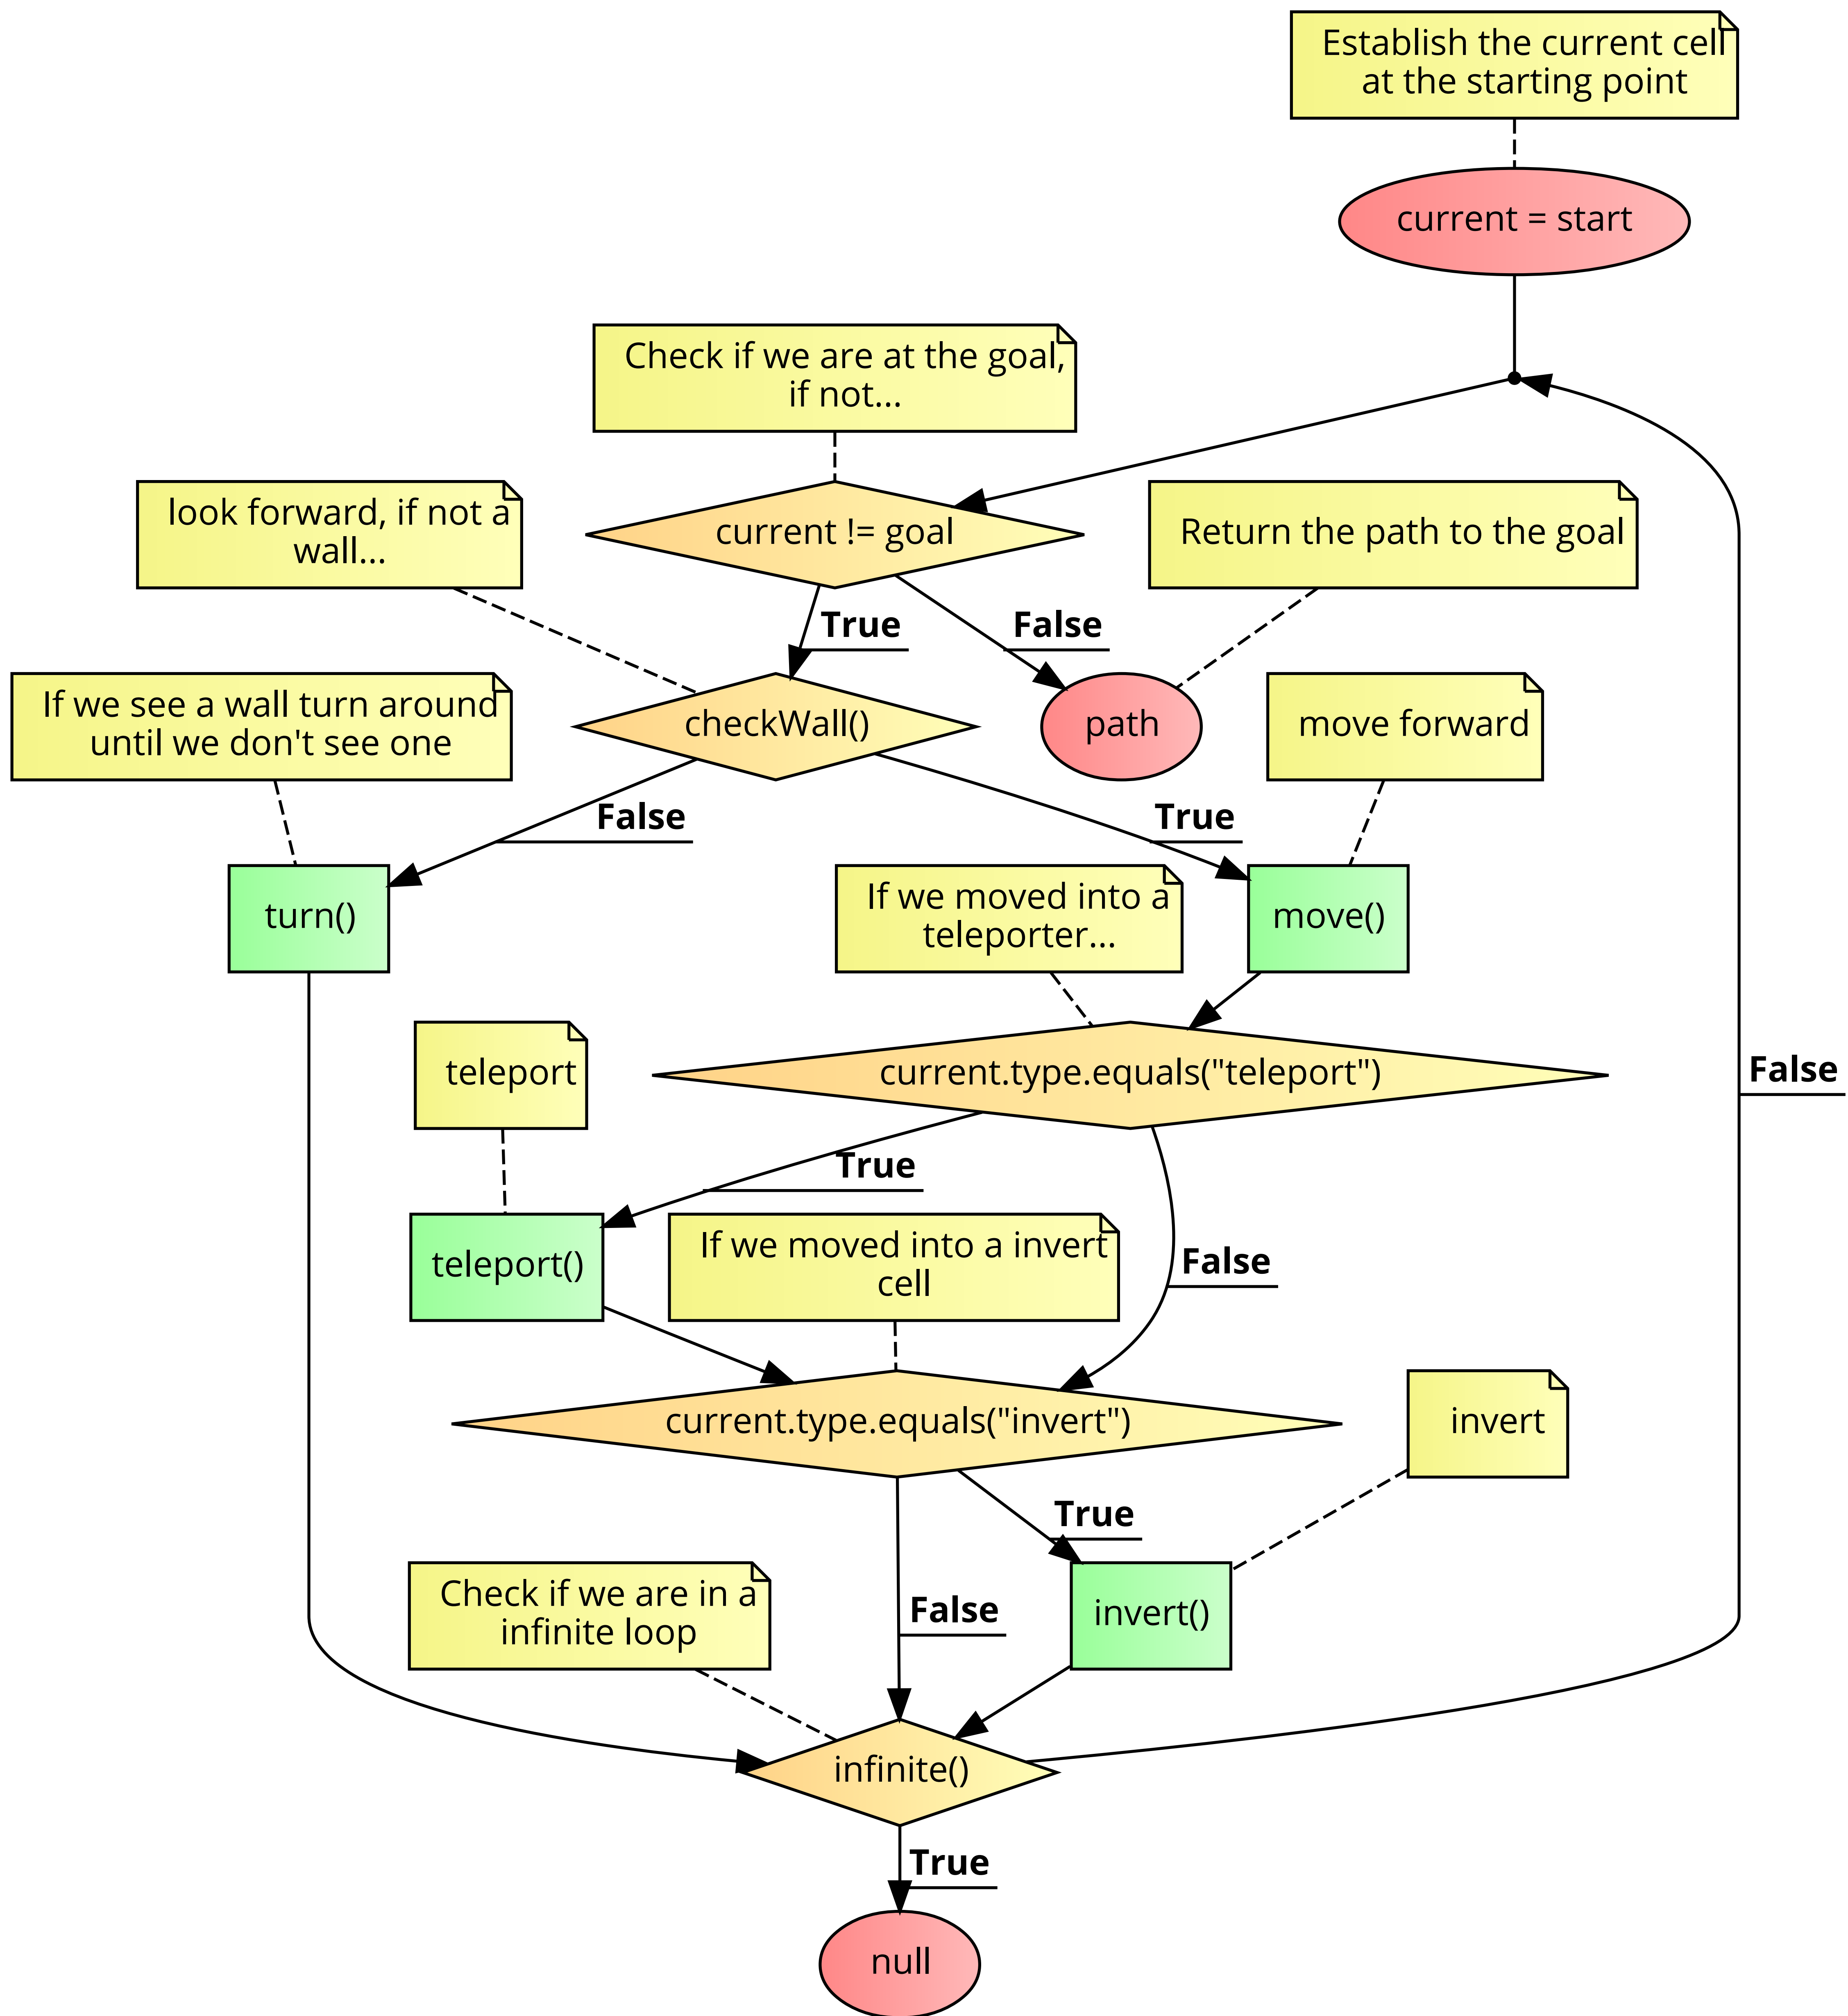 Establish the current cell
at the starting point
current = start
Check if we are at the goal,
if not...
look forward, if not a
wall...
current != goal
Return the path to the goal
True
False
If we see a wall turn around
until we don't see one
checkWall()
path
move forward
False
True
turn()
If we moved into a
teleporter...
move()
teleport
current.type.equals("teleport")
False
True
teleport()
If we moved into a invert
cell
False
current.type.equals("invert")
invert
True
Check if we are in a
infinite loop
False
invert()
infinite()
True
null